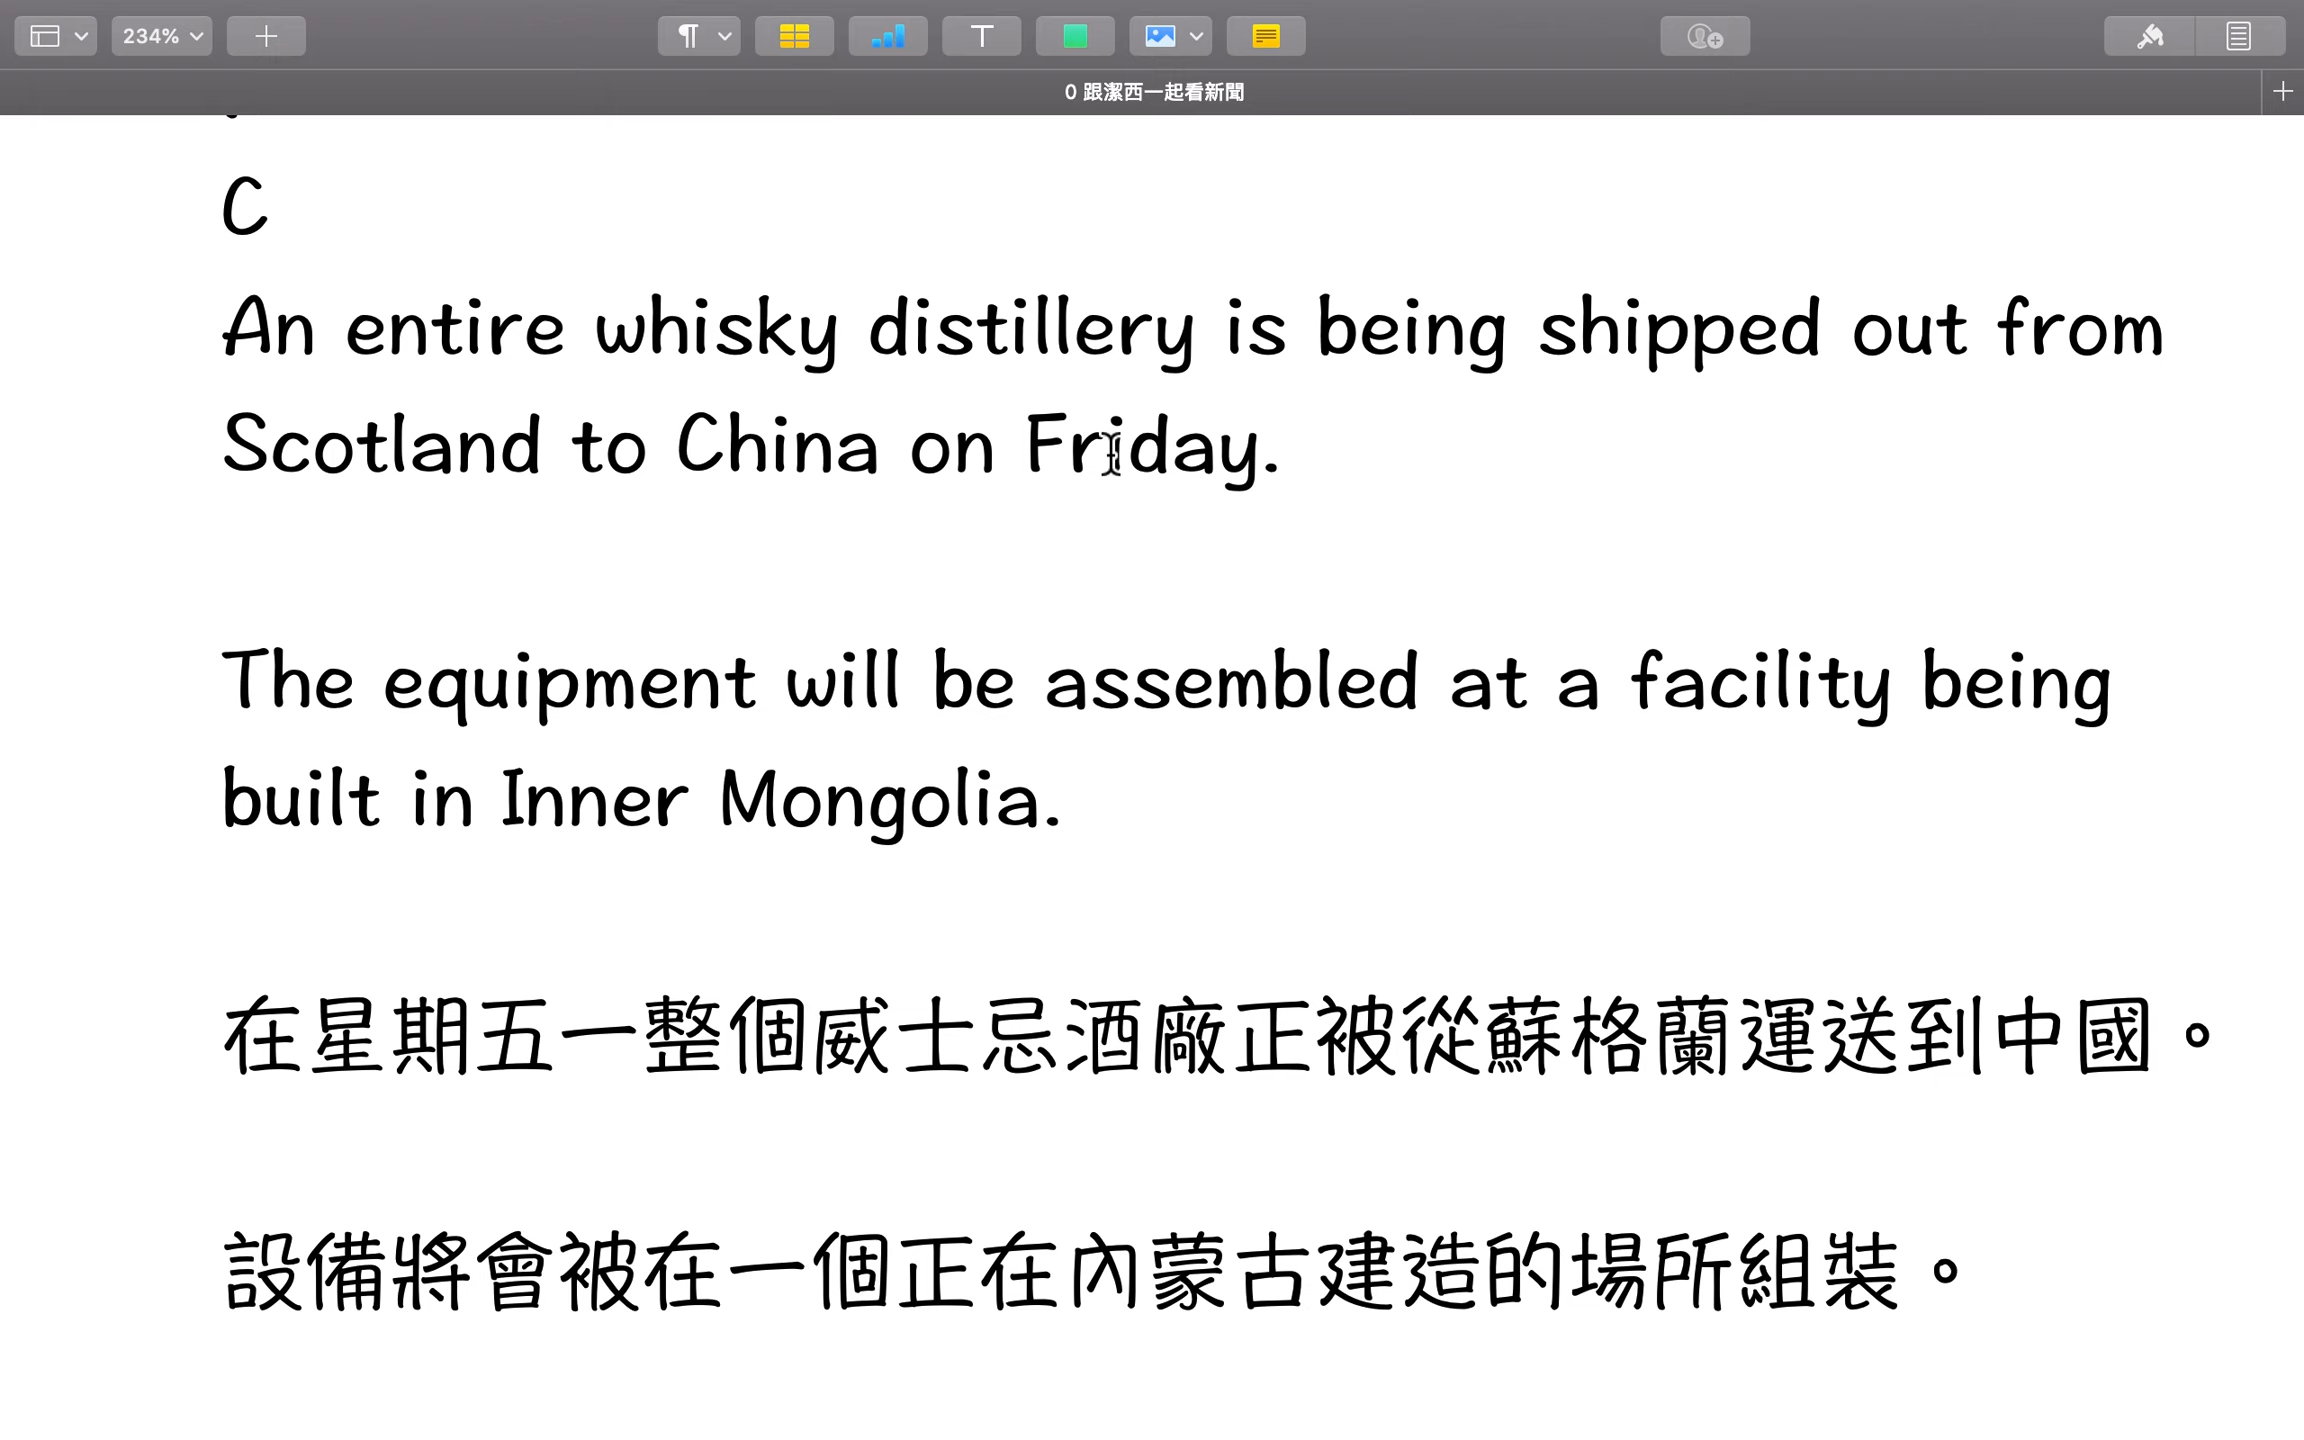 234%
0 跟潔西一起看新聞
C
An entire whisky distillery is being shipped out from
Scotland to China on Friday.
The equipment will be assembled at a facility being
built in Inner Mongolia.
在星期五一整個威士忌酒廠正被從蘇格蘭運送到中國。
設備將會被在一個正在內蒙古建造的場所組裝。